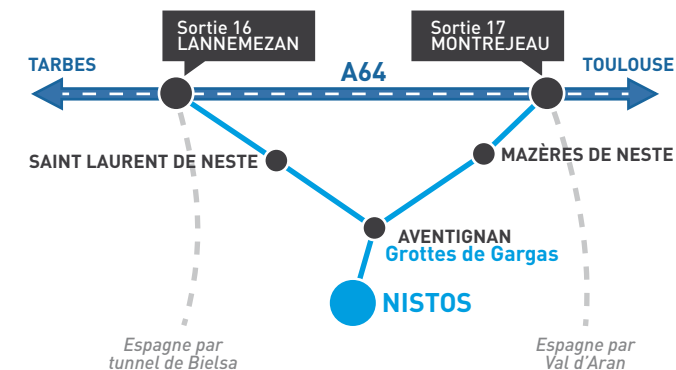 Sortie 16
LANNEMEZAN
Sortie 17
MONTREJEAU
TARBES
A64
TOULOUSE
SAINT LAURENT DE NESTE
MAZÈRES DE NESTE
AVENTIGNAN
Grottes de Gargas
NISTOS
Espagne par
tunnel de Bielsa
Espagne par
Val d'Aran